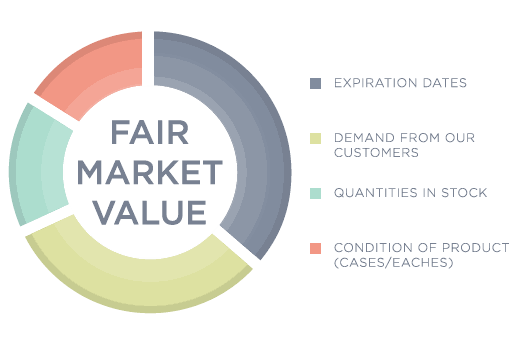 FAIR
MARKET
VALUE
EXPIRATION DATES
DEMAND FROM OUR
CUSTOMERS
QUANTITIES IN STOCK
CONDITION OF PRODUCT
(CASES/EACHES)